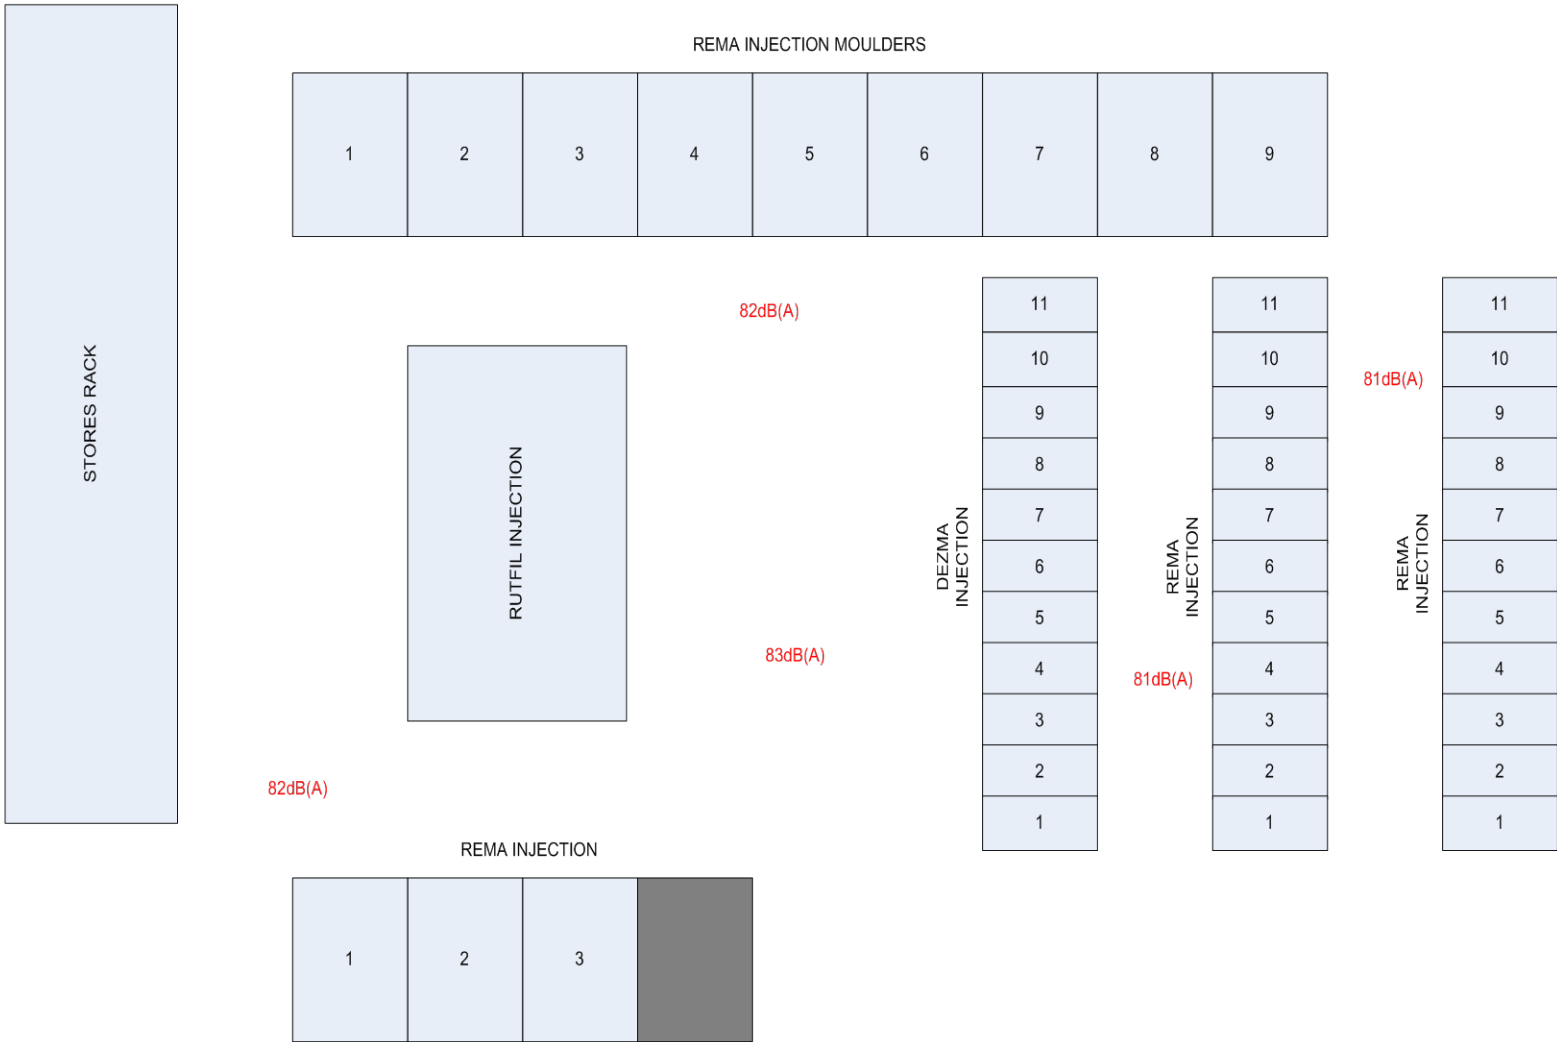 REMA INJECTION MOULDERS
1 2 3 4 5 6 7 8 9
STORES RACK
RUTFIL INJECTION
82dB(A)
83dB(A)
82dB(A)
DEZMA
INJECTION
11
10
9
8
7
6
5
4
3
2
1
81dB(A)
REMA
INJECTION
11
10
9
8
7
6
5
4
3
2
1
81dB(A)
REMA
INJECTION
11
10
9
8
7
6
5
4
3
2
1
REMA INJECTION
1 2 3